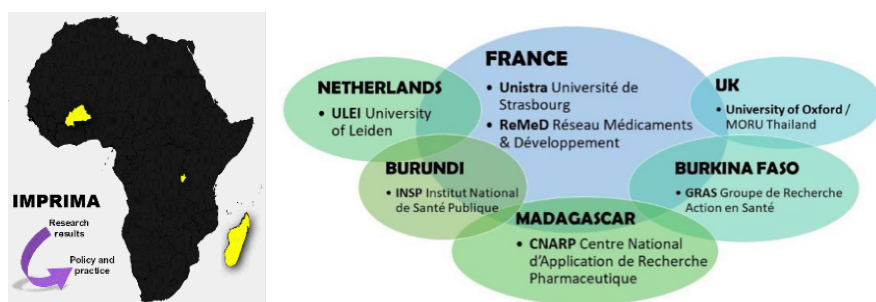 IMPRIMA
Research
results
Policy and
practice
FRANCE
• Unistra Université de
Strasbourg
• ReMeD Réseau Médicaments
& Développement
NETHERLANDS
• ULEI University
of Leiden
UK
• University of Oxford /
MORU Thailand
BURUNDI
• INSP Institut National
de Santé Publique
BURKINA FASO
• GRAS Groupe de Recherche
Action en Santé
MADAGASCAR
• CNARP Centre National
d'Application de Recherche
Pharmaceutique